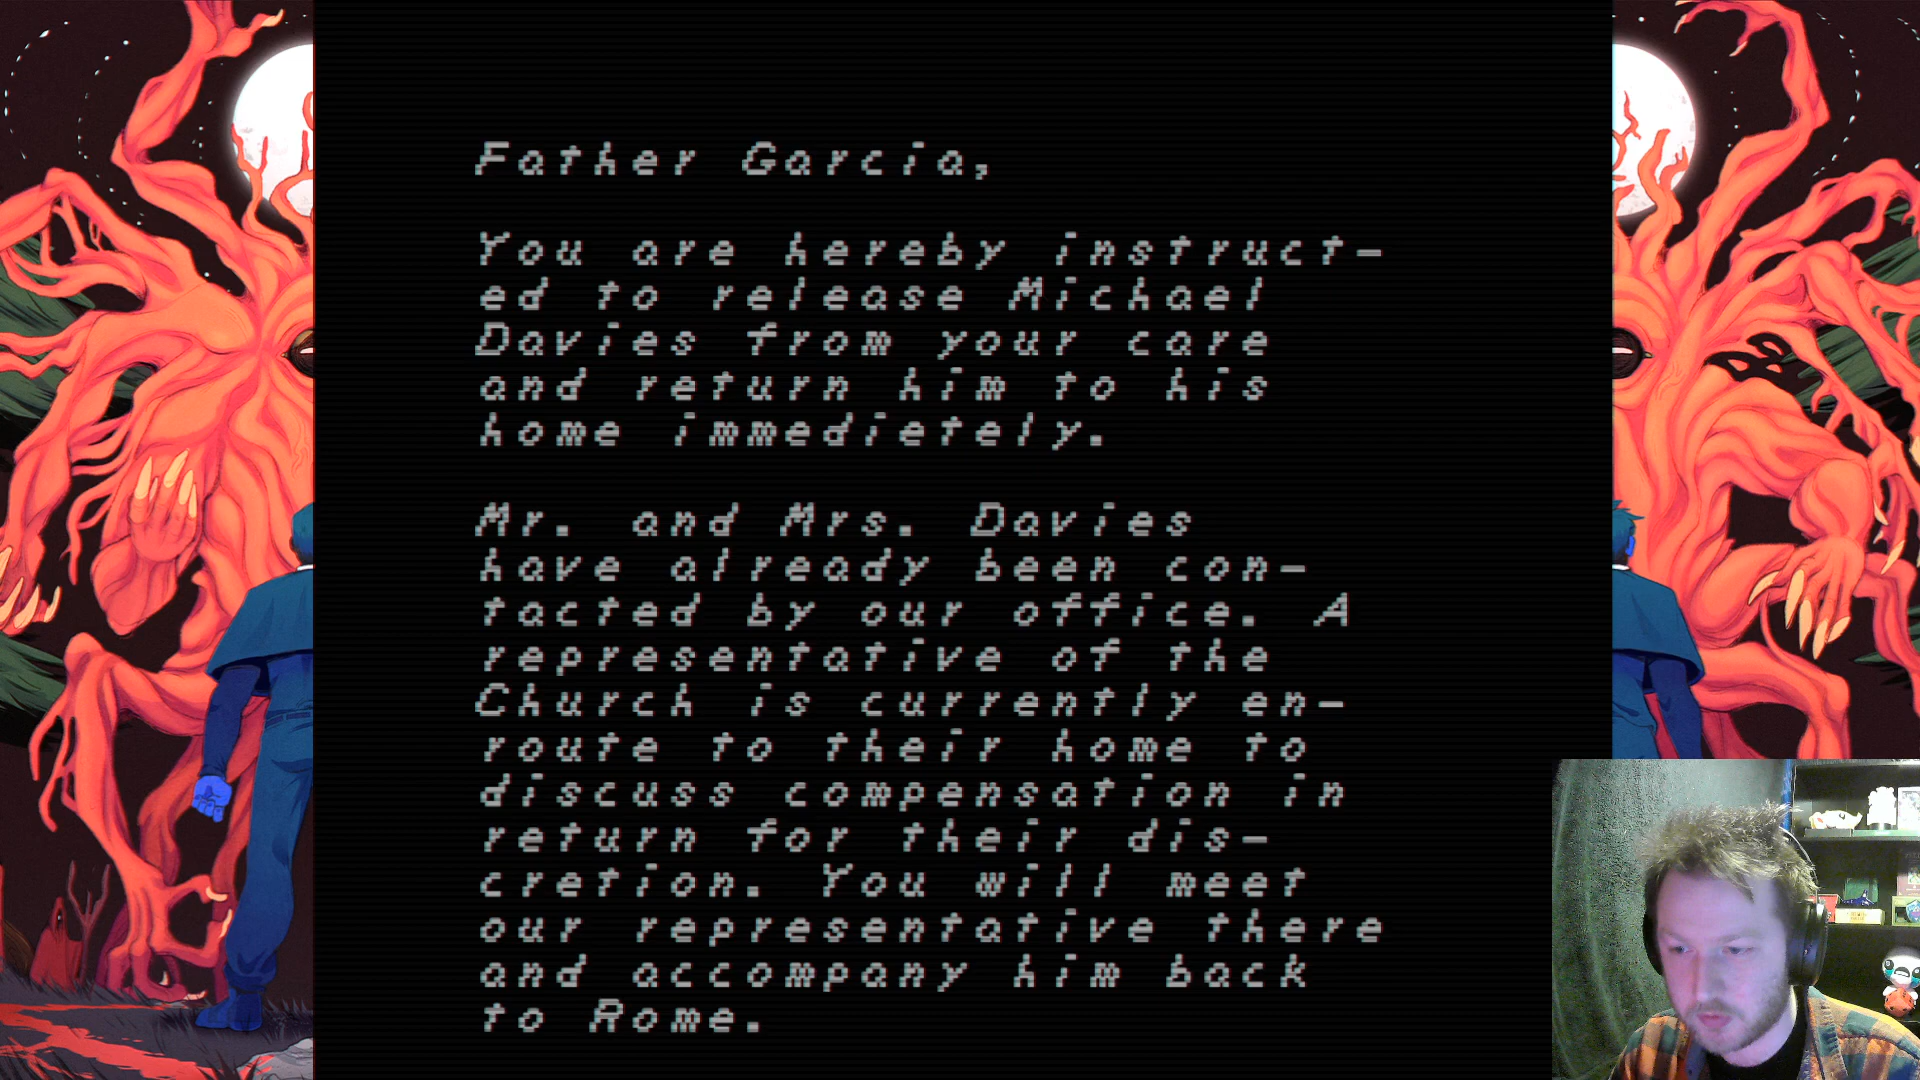 Father Garcia,
You are hereby instruct-
ed to release Michael
Davies from your care
and return him to his
home immedietely.
Mr. and Mrs. Davies
have already been con-
tacted by our office. A
representative of the
Church is currently en-
route to their home to
discuss compensation in
return for their dis-
cretion. You will meet
our representative there
and accompany him back
to Rome.